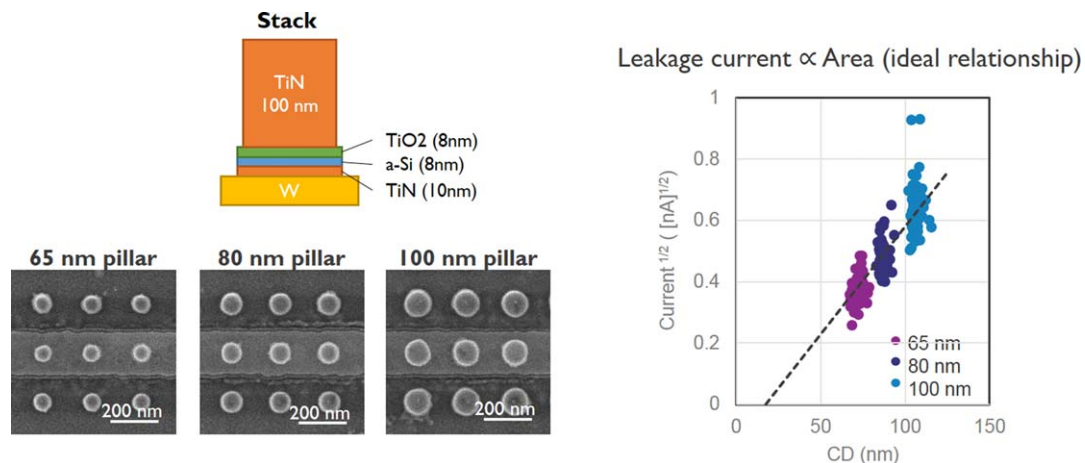 Stack
TiN
100 nm
TiO2 (8nm)
a-Si (8nm)
TiN (10nm)
W
65 nm pillar
80 nm pillar
100 nm pillar
200 nm
200 nm
200 nm
Leakage current ∝ Area (ideal relationship)
Current ^1/2 ( [nA]^1/2)
1
0.8
0.6
0.4
0.2
0
0
50
100
150
CD (nm)
65 nm
80 nm
100 nm